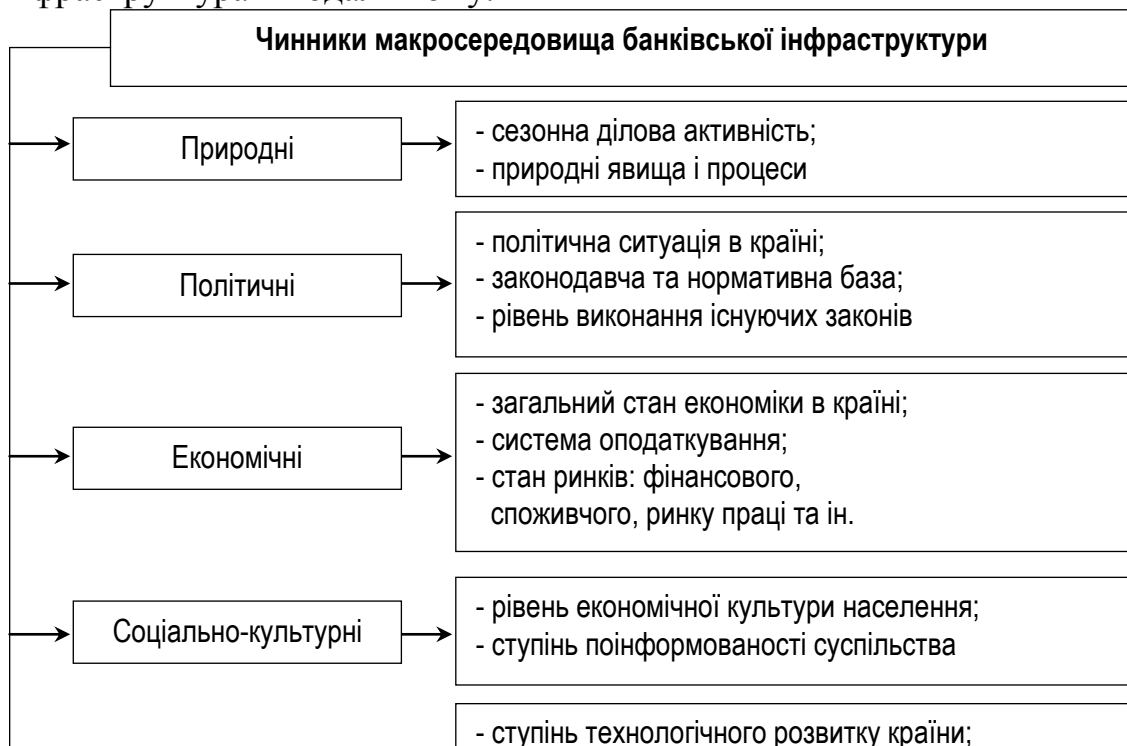 Чинники макросередовища банківської інфраструктури
Природні
- сезонна ділова активність;
- природні явища і процеси
Політичні
- політична ситуація в країні;
- законодавча та нормативна база;
- рівень виконання існуючих законів
Економічні
- загальний стан економіки в країні;
- система оподаткування;
- стан ринків: фінансового,
споживчого, ринку праці та ін.
Соціально-культурні
- рівень економічної культури населення;
- ступінь поінформованості суспільства
- ступінь технологічного розвитку країни;